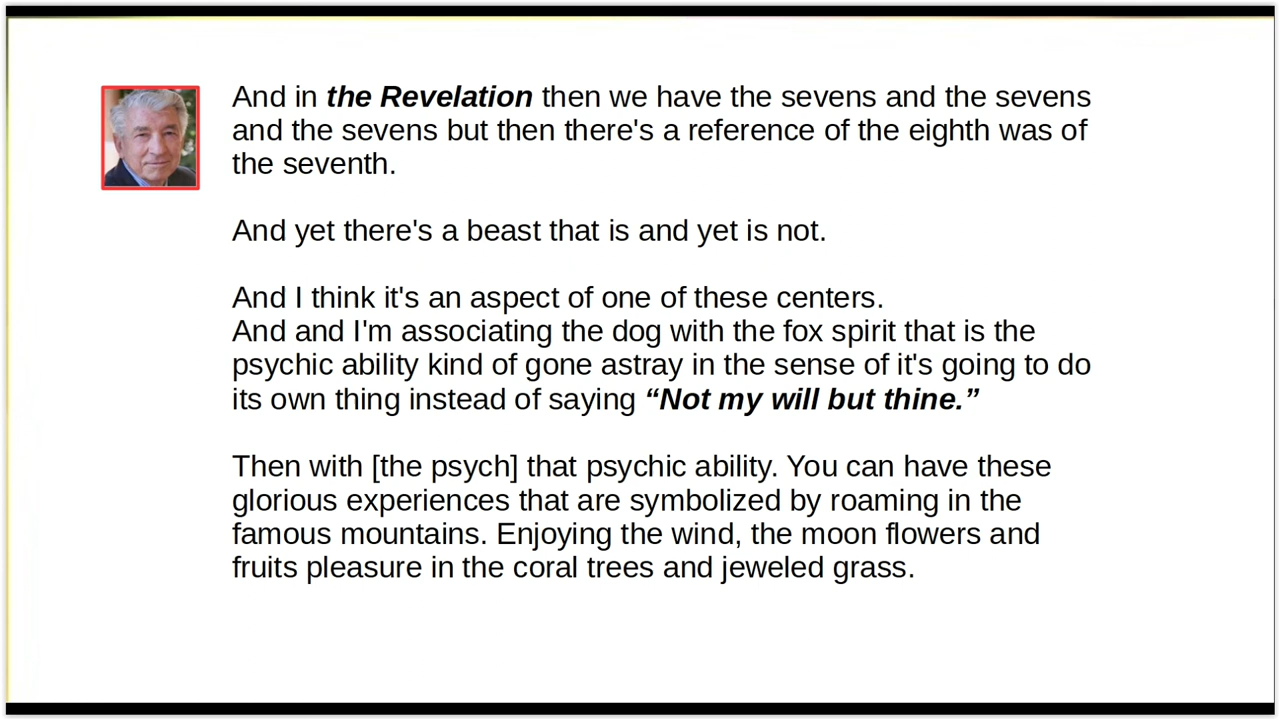 And in the Revelation then we have the sevens and the sevens
and the sevens but then there's a reference of the eighth was of
the seventh.
And yet there's a beast that is and yet is not.
And I think it's an aspect of one of these centers.
And and I'm associating the dog with the fox spirit that is the
psychic ability kind of gone astray in the sense of it's going to do
its own thing instead of saying “Not my will but thine.”
Then with [the psych] that psychic ability. You can have these
glorious experiences that are symbolized by roaming in the
famous mountains. Enjoying the wind, the moon flowers and
fruits pleasure in the coral trees and jeweled grass.